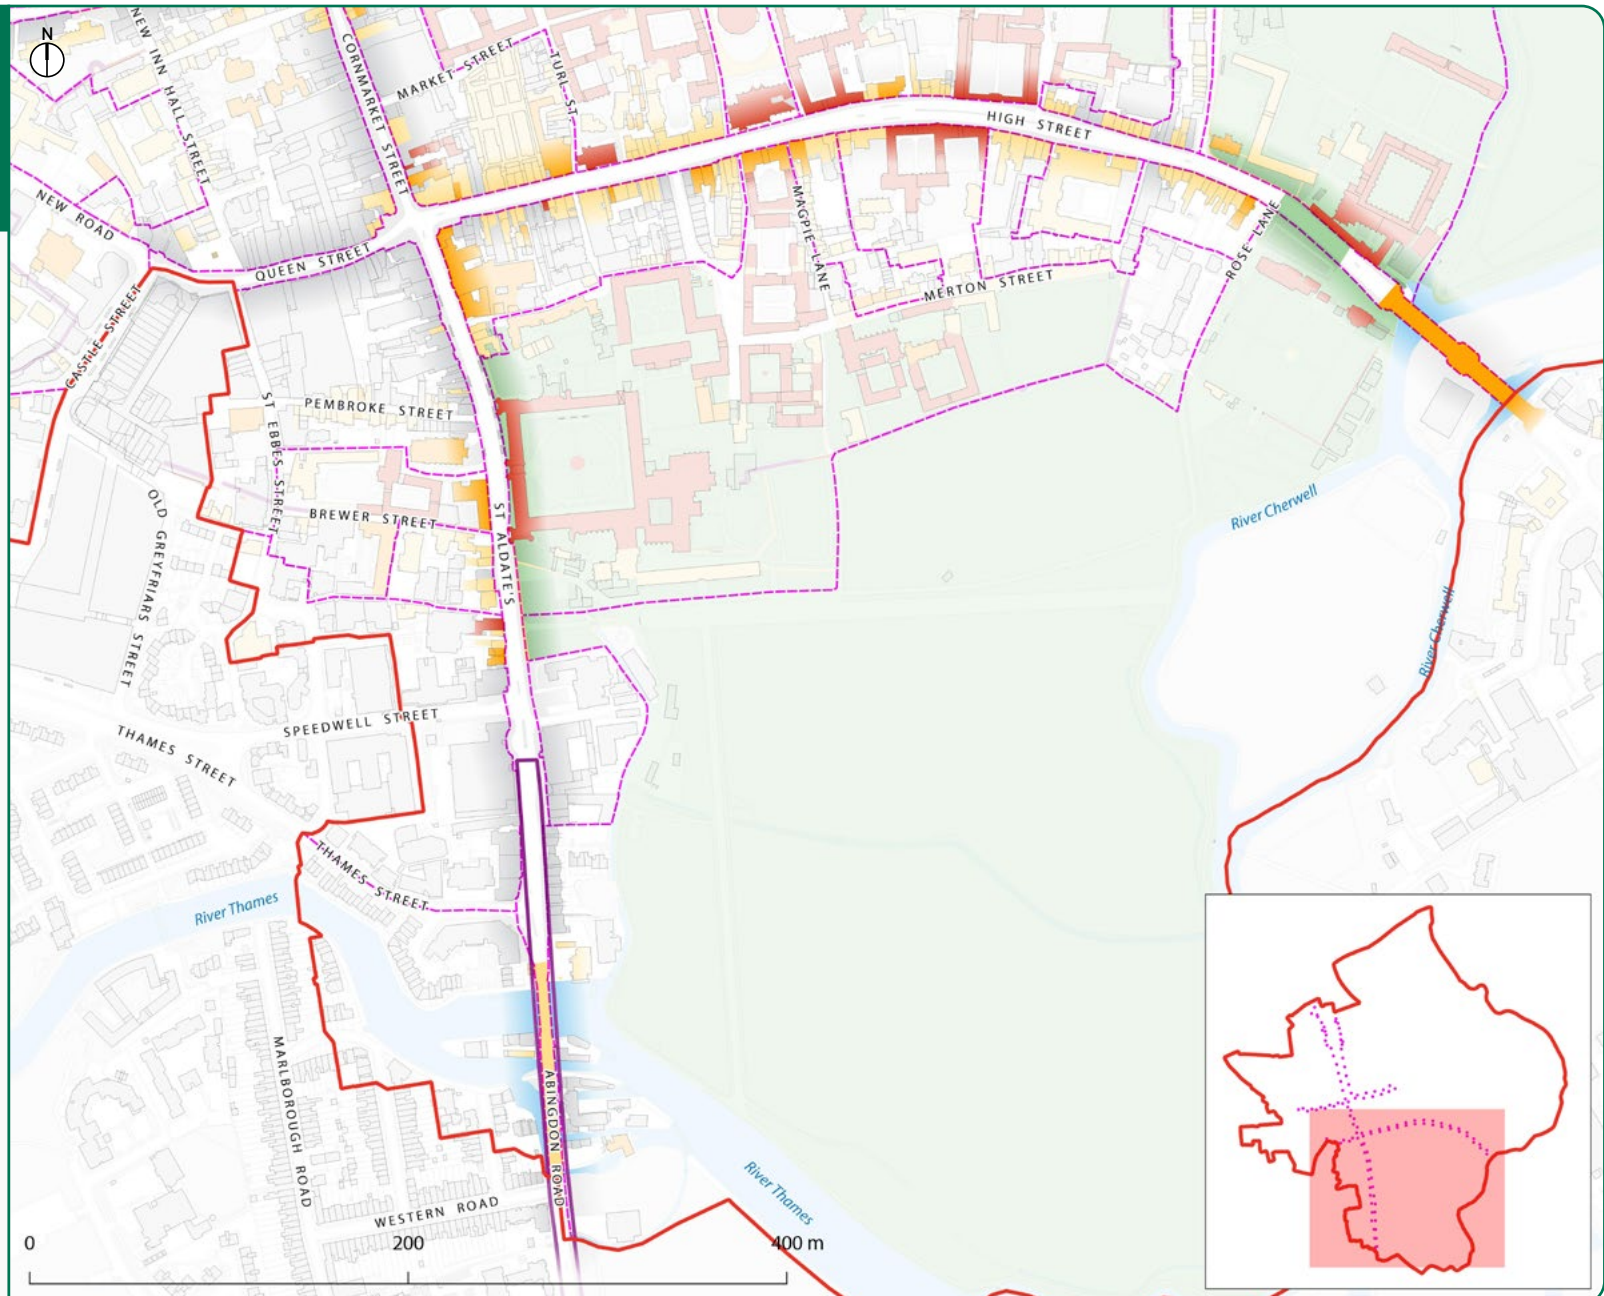 N
NEW INN HALL STREET
CORNMARKET STREET
MARKET STREET
TURL ST
HIGH STREET
NEW ROAD
QUEEN STREET
MAGPIE LANE
ROSE LANE
MERTON STREET
CASTLE STREET
PEMBROKE STREET
ST EBBES STREET
BREWER STREET
ST ALDATE'S
OLD GREYFRIARS STREET
River Cherwell
River Cherwell
SPEEDWELL STREET
THAMES STREET
THAMES STREET
River Thames
MARLBOROUGH ROAD
ABINGDON ROAD
WESTERN ROAD
River Thames
0 200 400 m